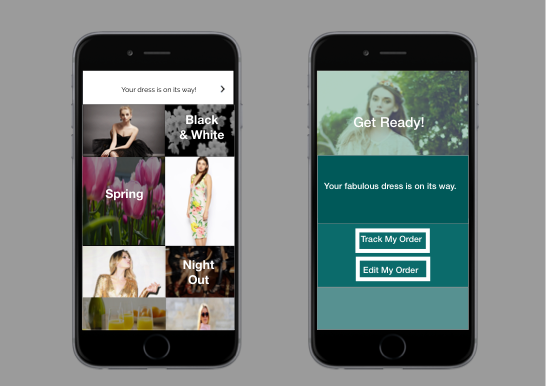 Your dress is on its way!
Black
& White
Spring
Night
Out
Get Ready!
Your fabulous dress is on its way.
Track My Order
Edit My Order